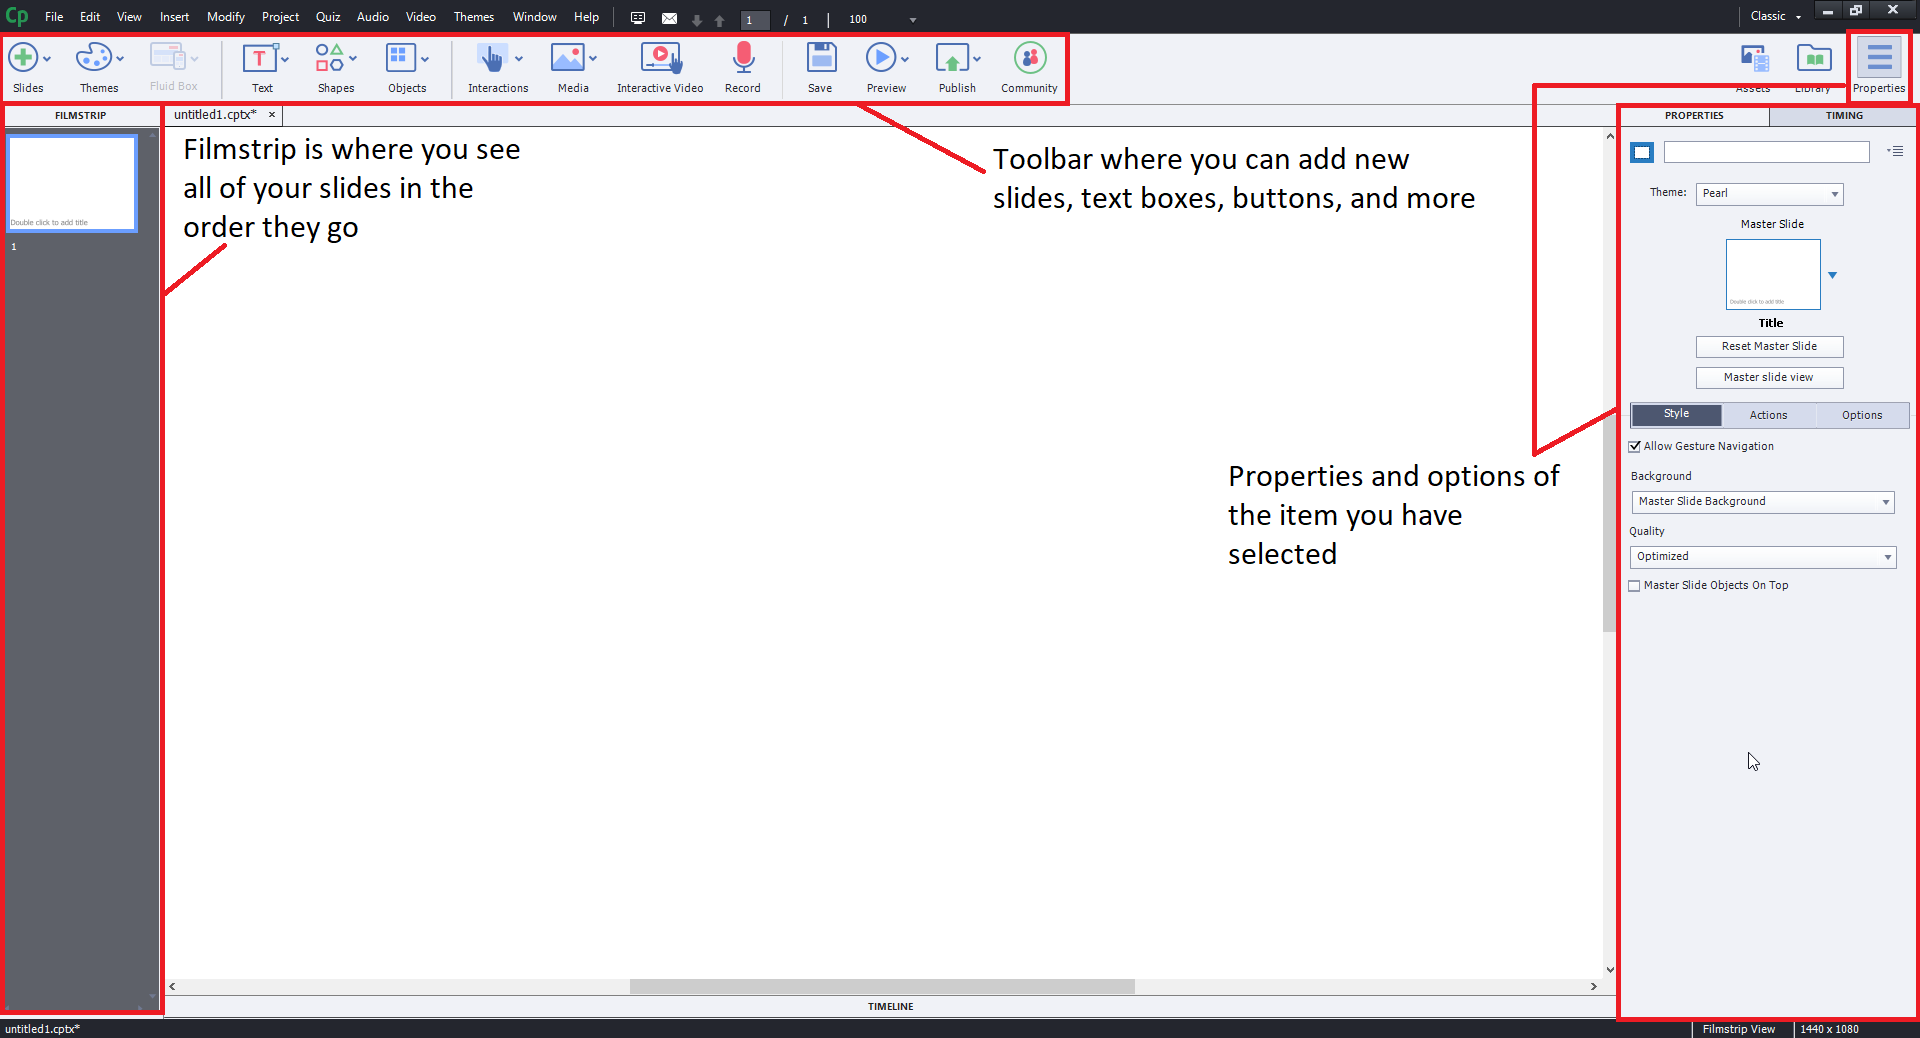 Cp File Edit View Insert Modify Project Quiz Audio Video Themes Window Help 1 / 1 100 Classic
Slides Themes Fluid Box Text Shapes Objects Interactions Media Interactive Video Record Save Preview Publish Community Assets Library Properties
FILMSTRIP untitled1.cptx* × PROPERTIES TIMING
Filmstrip is where you see
all of your slides in the
order they go
Double click to add title
1
Toolbar where you can add new
slides, text boxes, buttons, and more
Properties and options of
the item you have
selected
Theme: Pearl
Master Slide
Double click to add title
Title
Reset Master Slide
Master slide view
Style Actions Options
Allow Gesture Navigation
Background
Master Slide Background
Quality
Optimized
Master Slide Objects On Top
TIMELINE
untitled1.cptx* Filmstrip View 1440 x 1080